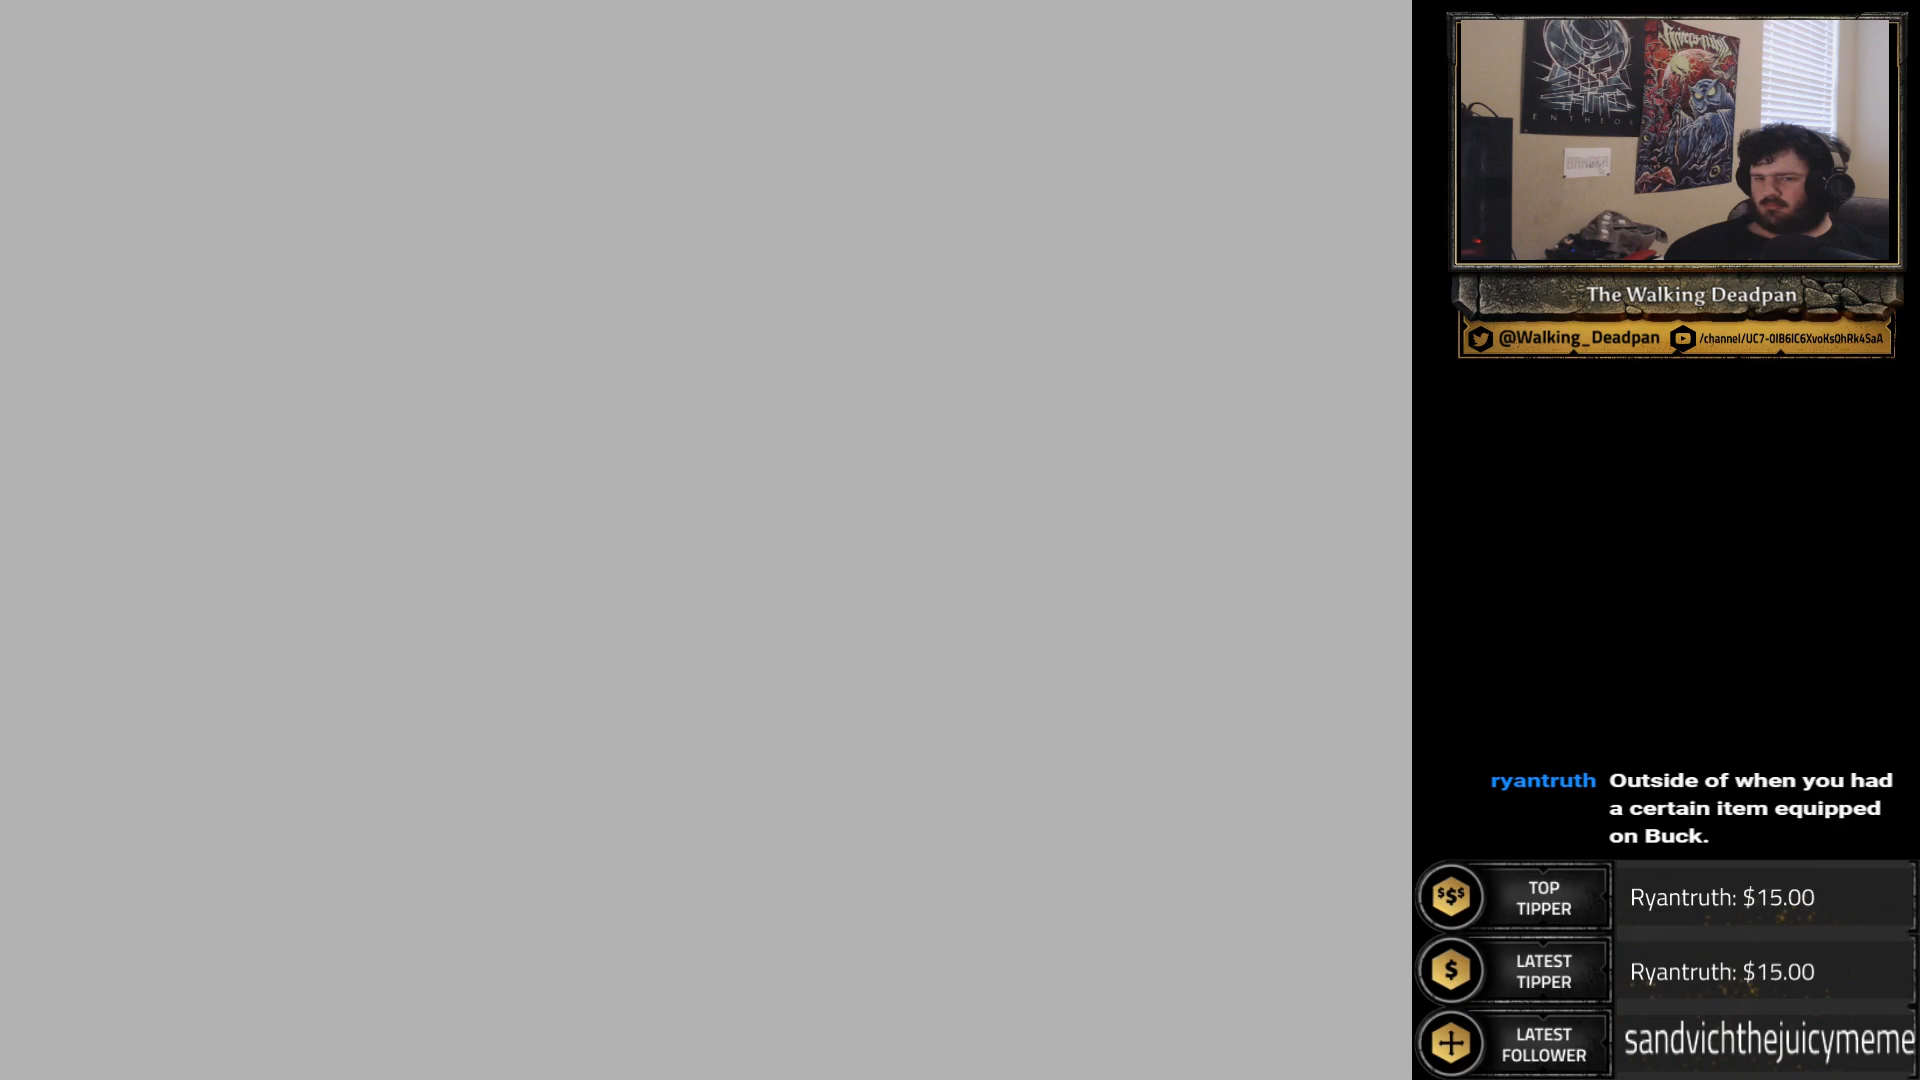 ENTHEOS
The Walking Deadpan
@Walking_Deadpan
ryantruth Outside of when you had
a certain item equipped
on Buck.
$$$ TOP
TIPPER
Ryantruth: $15.00
$ LATEST
TIPPER
Ryantruth: $15.00
LATEST
FOLLOWER
sandvichthejuicymeme